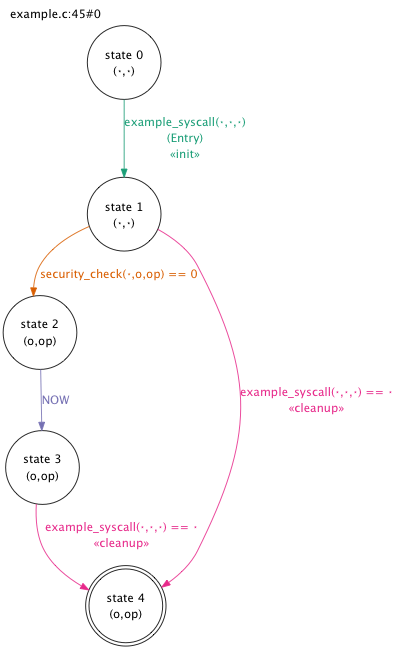 example.c:45#0
state 0
(·,·)
example_syscall(·,·,·)
(Entry)
«init»
state 1
(·,·)
security_check(·,o,op) == 0
state 2
(o,op)
example_syscall(·,·,·) == ·
«cleanup»
NOW
state 3
(o,op)
example_syscall(·,·,·) == ·
«cleanup»
state 4
(o,op)